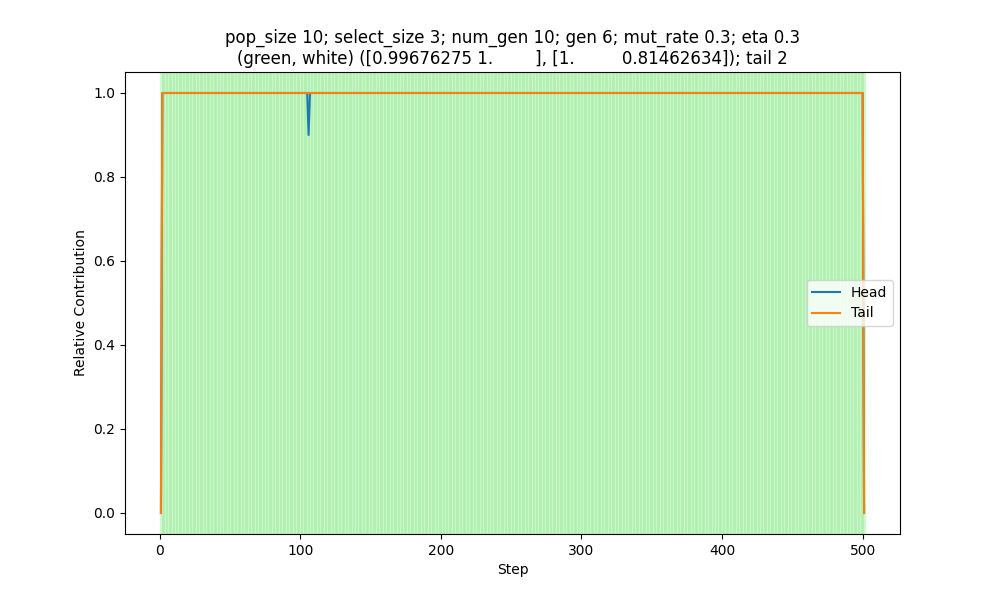 pop_size 10; select_size 3; num_gen 10; gen 6; mut_rate 0.3; eta 0.3
(green, white) ([0.99676275 1.        ], [1.         0.81462634]); tail 2
1.0
0.8
0.6
0.4
0.2
0.0
Relative Contribution
Head
Tail
0
100
200
300
400
500
Step